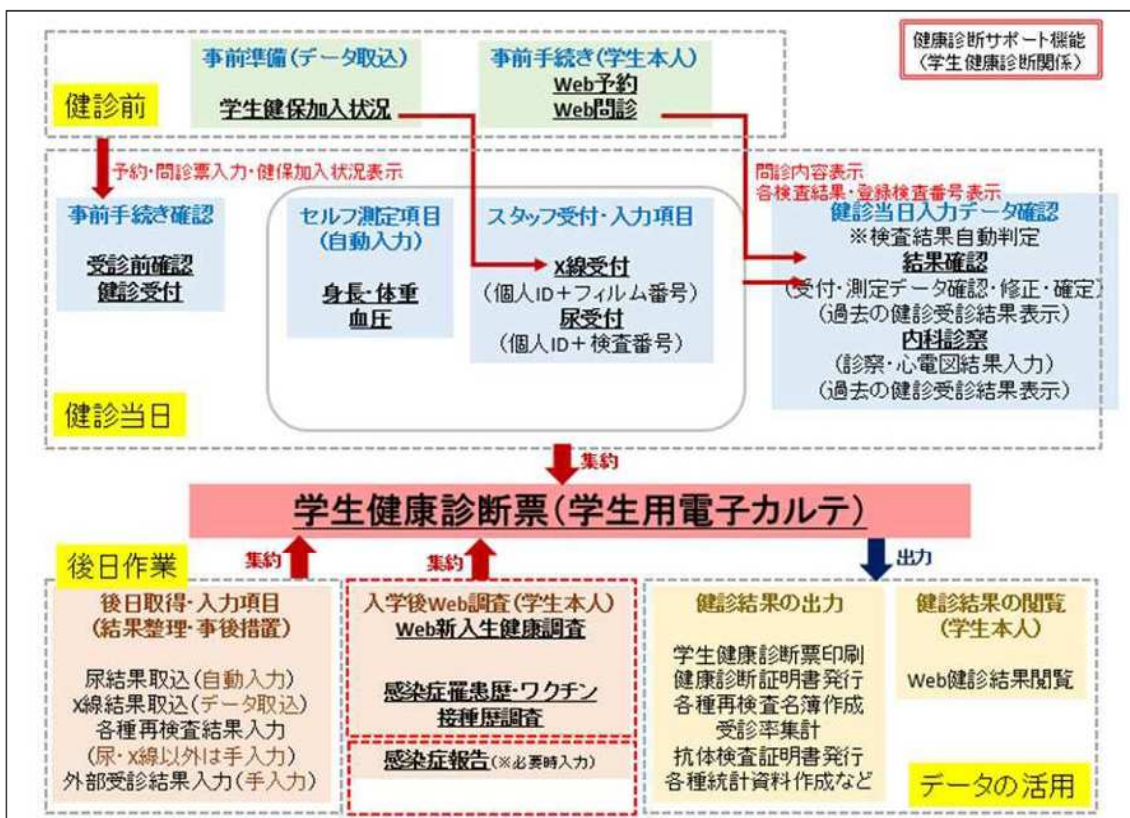 健康診断サポート機能
(学生健康診断関係)
健診前
事前準備(データ取込)
学生健保加入状況
事前手続き(学生本人)
Web予約
Web問診
予約・問診票入力・健保加入状況表示
問診内容表示
各検査結果・登録検査番号表示
事前手続き確認
受診前確認
健診受付
セルフ測定項目
(自動入力)
身長・体重
血圧
スタッフ受付・入力項目
X線受付
(個人ID+フィルム番号)
尿受付
(個人ID+検査番号)
健診当日入力データ確認
※検査結果自動判定
結果確認
(受付・測定データ確認・修正・確定)
(過去の健診受診結果表示)
内科診察
(診察・心電図結果入力)
(過去の健診受診結果表示)
健診当日
集約
学生健康診断票(学生用電子カルテ)
後日作業
集約
集約
出力
後日取得・入力項目
(結果整理・事後措置)
尿結果取込(自動入力)
X線結果取込(データ取込)
各種再検査結果入力
(尿・X線以外は手入力)
外部受診結果入力(手入力)
入学後Web調査(学生本人)
Web新入生健康調査
感染症罹患歴・ワクチン
接種歴調査
感染症報告(※必要時入力)
健診結果の出力
学生健康診断票印刷
健康診断証明書発行
各種再検査名簿作成
受診率集計
抗体検査証明書発行
各種統計資料作成など
健診結果の閲覧
(学生本人)
Web健診結果閲覧
データの活用